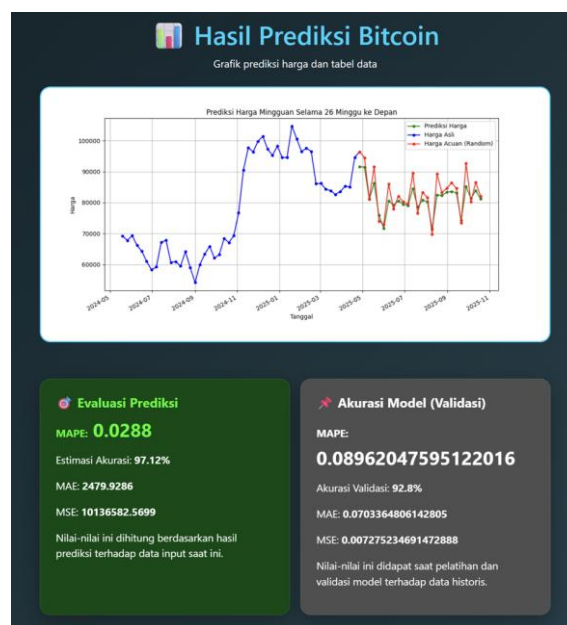 Hasil Prediksi Bitcoin
Grafik prediksi harga dan tabel data
Prediksi Harga Mingguan Selama 26 Minggu ke Depan
Prediksi Harga
Harga Asli
Harga Acuan (Random)
100000
90000
80000
70000
60000
Harga
2024-05
2024-07
2024-09
2024-11
2025-01
2025-03
2025-05
2025-07
2025-09
2025-11
Tanggal
Evaluasi Prediksi
MAPE: 0.0288
Estimasi Akurasi: 97.12%
MAE: 2479.9286
MSE: 10136582.5699
Nilai-nilai ini dihitung berdasarkan hasil
prediksi terhadap data input saat ini.
Akurasi Model (Validasi)
MAPE:
0.08962047595122016
Akurasi Validasi: 92.8%
MAE: 0.0703364806142805
MSE: 0.007275234691472888
Nilai-nilai ini didapat saat pelatihan dan
validasi model terhadap data historis.